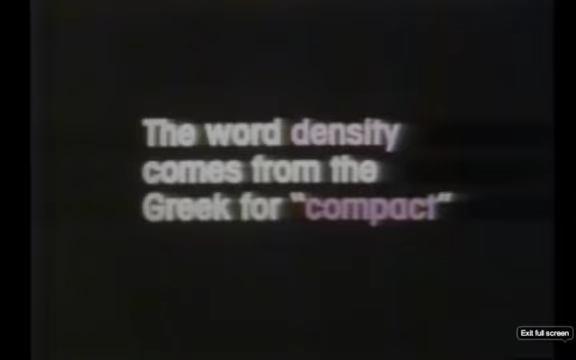 The word density
comes from the
Greek for "compact"
Exit full screen